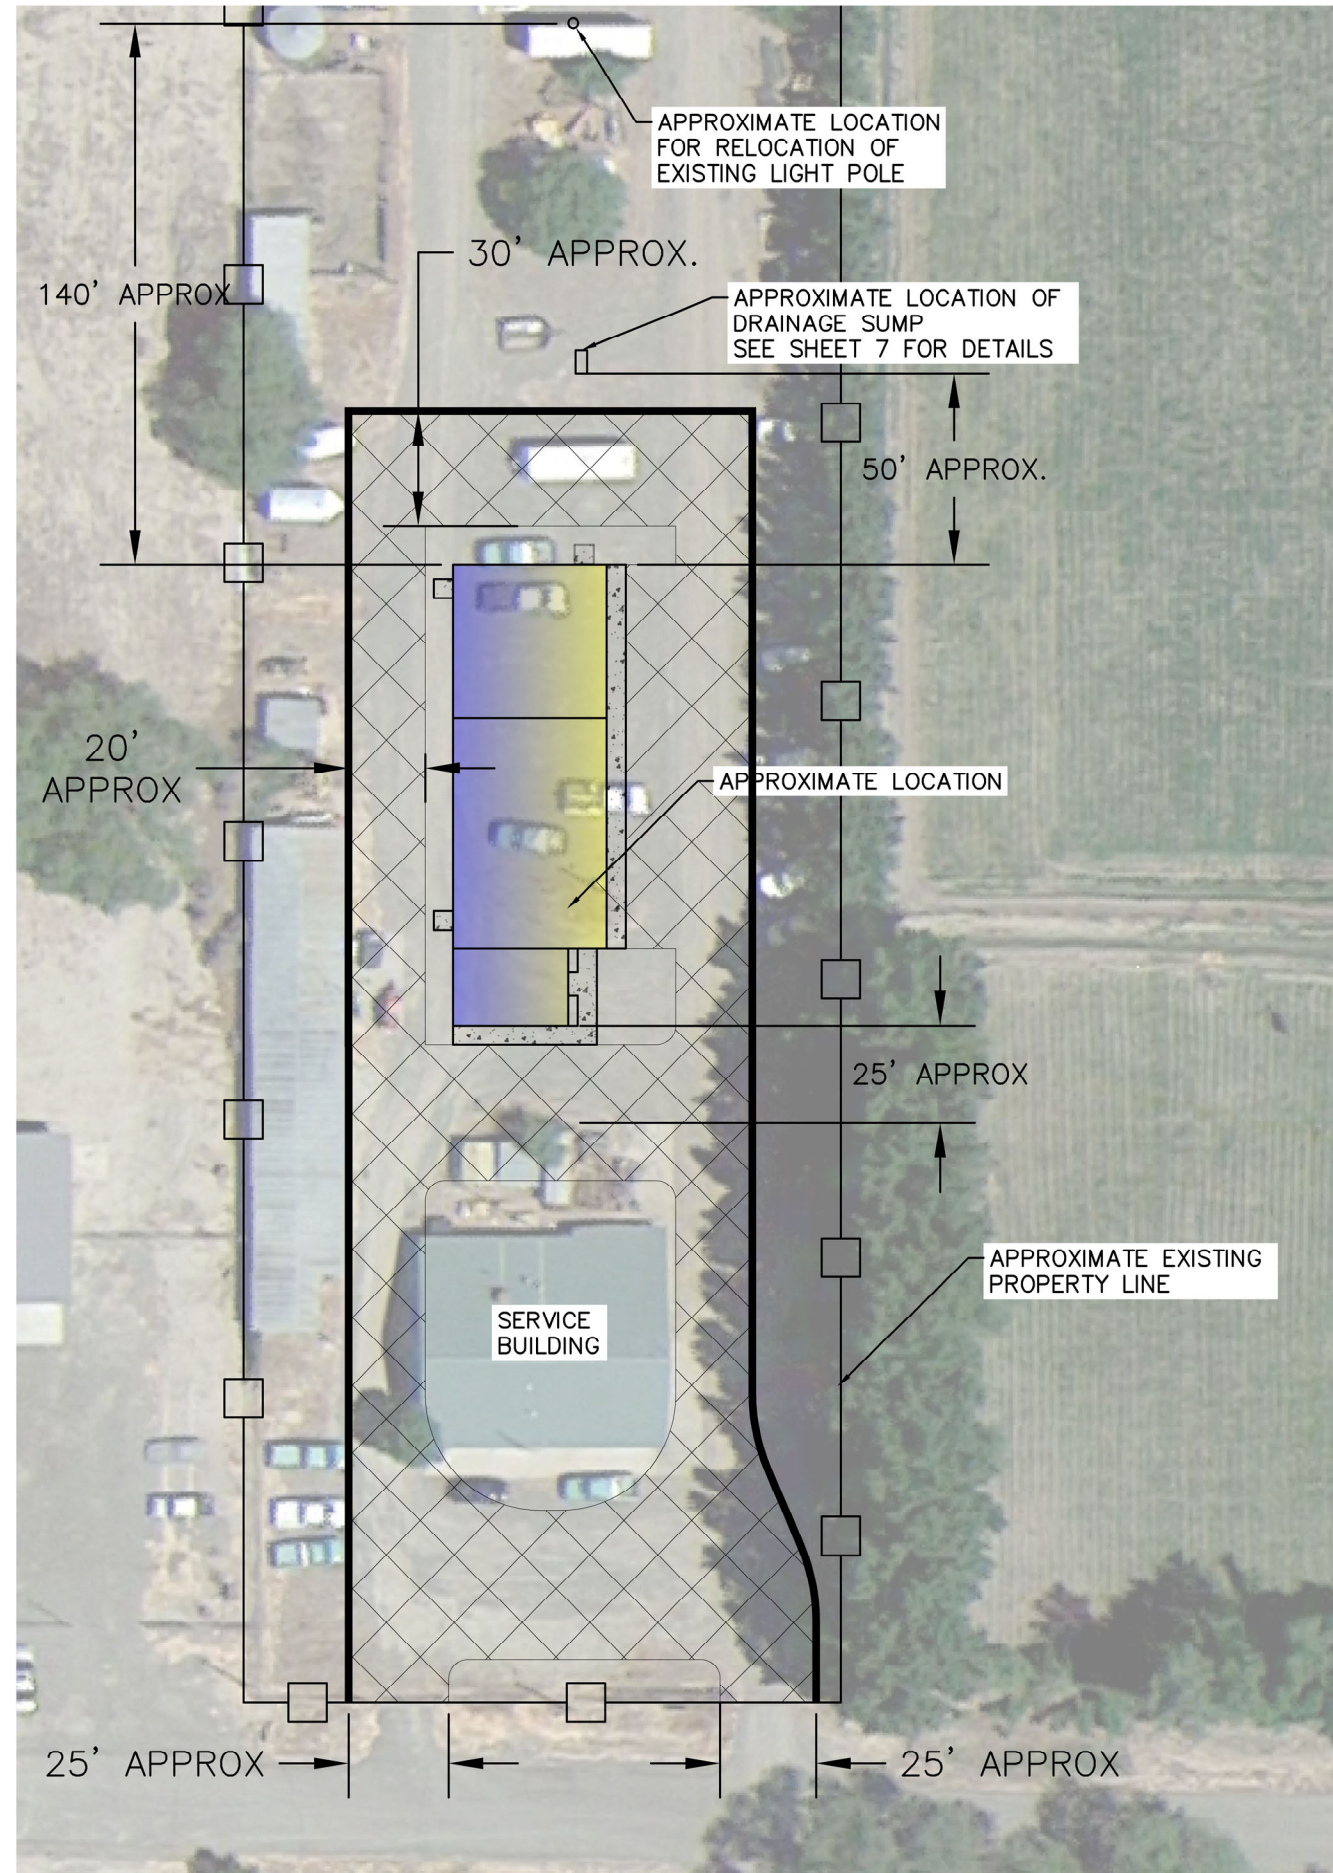 APPROXIMATE LOCATION
FOR RELOCATION OF
EXISTING LIGHT POLE
30' APPROX.
140' APPROX
APPROXIMATE LOCATION OF
DRAINAGE SUMP
SEE SHEET 7 FOR DETAILS
50' APPROX.
20'
APPROX
APPROXIMATE LOCATION
25' APPROX
APPROXIMATE EXISTING
PROPERTY LINE
SERVICE
BUILDING
25' APPROX
25' APPROX